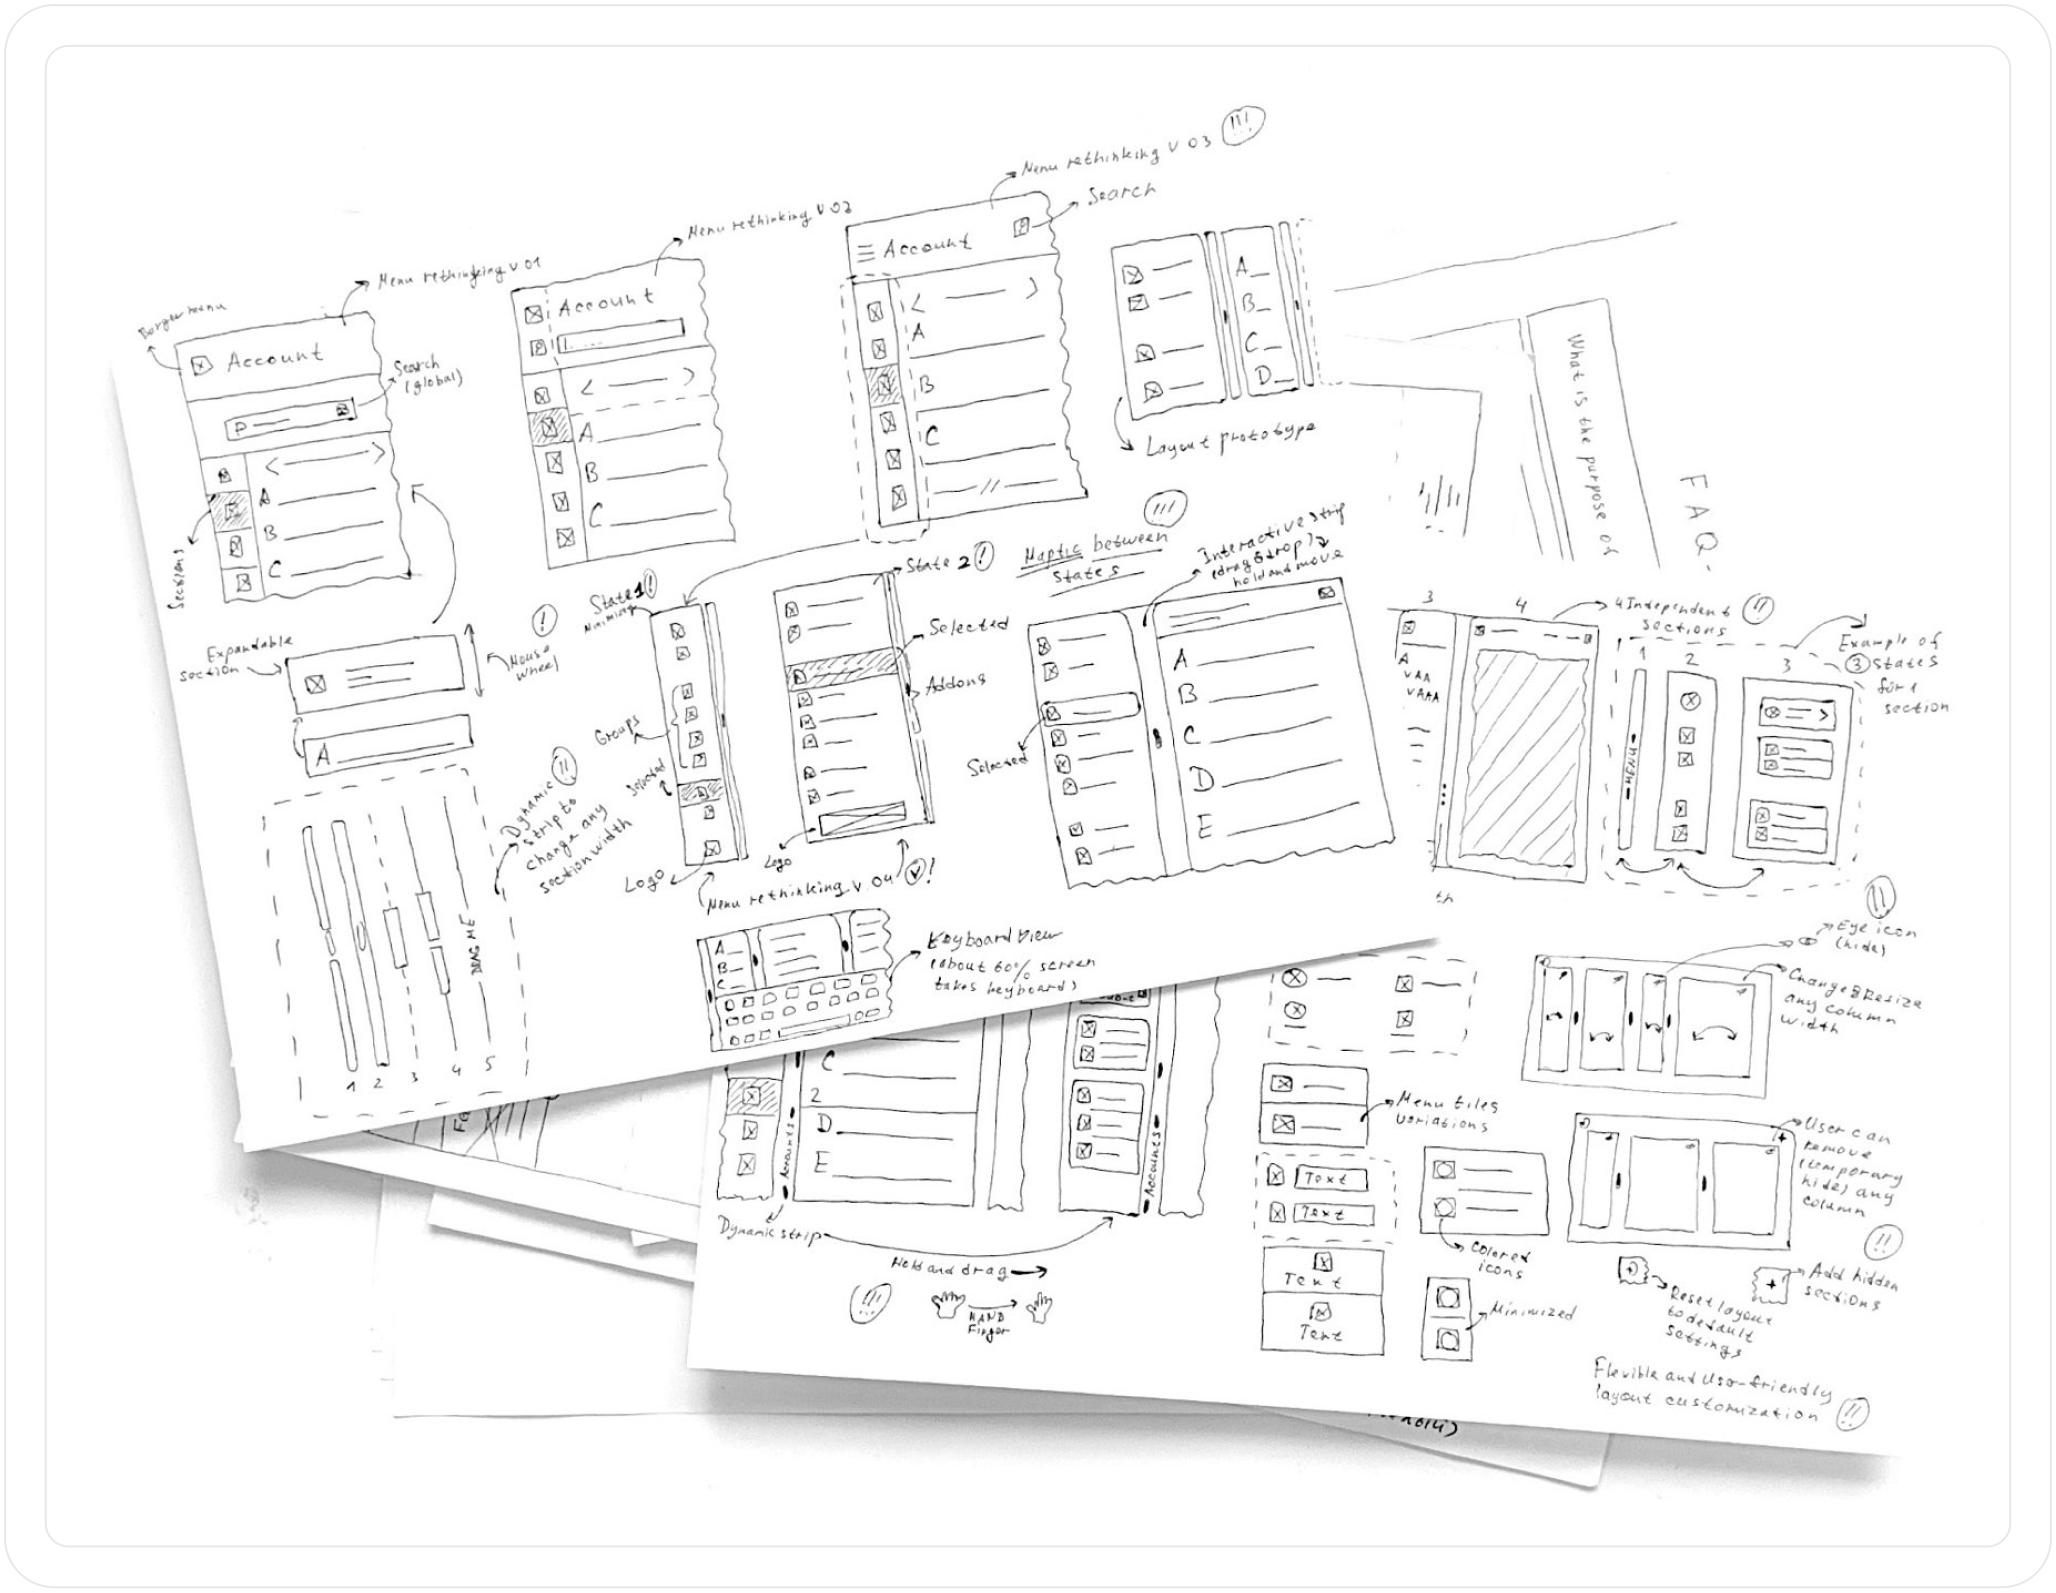 Menu rethinking V 03 !!!
Search
Account
<
>
A
B
C
Menu rethinking V 02
Account
<
>
A
B
C
Menu rethinking V 01
Borger menu
Account
Search
(global)
P
<
>
A
B
C
Sections
A_
B_
C_
D_
Layout prototype
What is the purpose of
FAQ
Expandable
section
Mouse
wheel
!
A
Dynamic !!
strip to
change any
section width
DRAG ME
1 2 3 4 5
State 1 !
Groups
Selected
Logo
State 2 !
Selected
Addons
Logo
Menu rethinking V 04 !
!!!
Haptic between
states
Interactive strip
(drag & drop)
hold and move
Selected
A
B
C
D
E
A
B
C
Keyboard View
(about 60% screen
takes keyboard)
3
4
A
VAA
VAAA
4 Independent !!
sections
1 2 3
MENU
Example of
3 states
for 1
section
!!
Eye icon
(hide)
Change & Resize
any column
width
User can
remove
(temporary
hide) any
column
!!
Reset layout
to default
settings
Add hidden
sections
Flexible and User-friendly
layout customization !!
C
2
D
E
Accounts
Accounts
Dynamic strip
Hold and drag
!!!
HAND
Finger
Menu tiles
variations
Text
Text
Text
Text
Colored
icons
Minimized